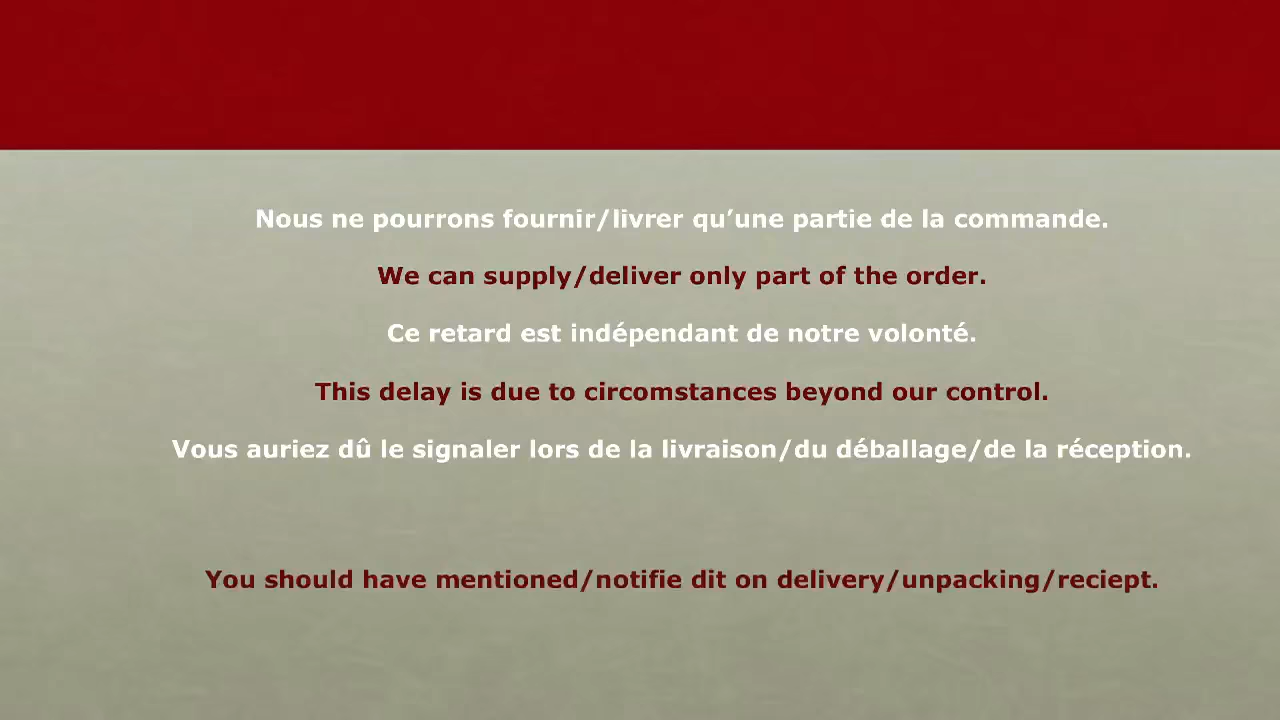 Nous ne pourrons fournir/livrer qu’une partie de la commande.
We can supply/deliver only part of the order.
Ce retard est indépendant de notre volonté.
This delay is due to circomstances beyond our control.
Vous auriez dû le signaler lors de la livraison/du déballage/de la réception.
You should have mentioned/notifie dit on delivery/unpacking/reciept.